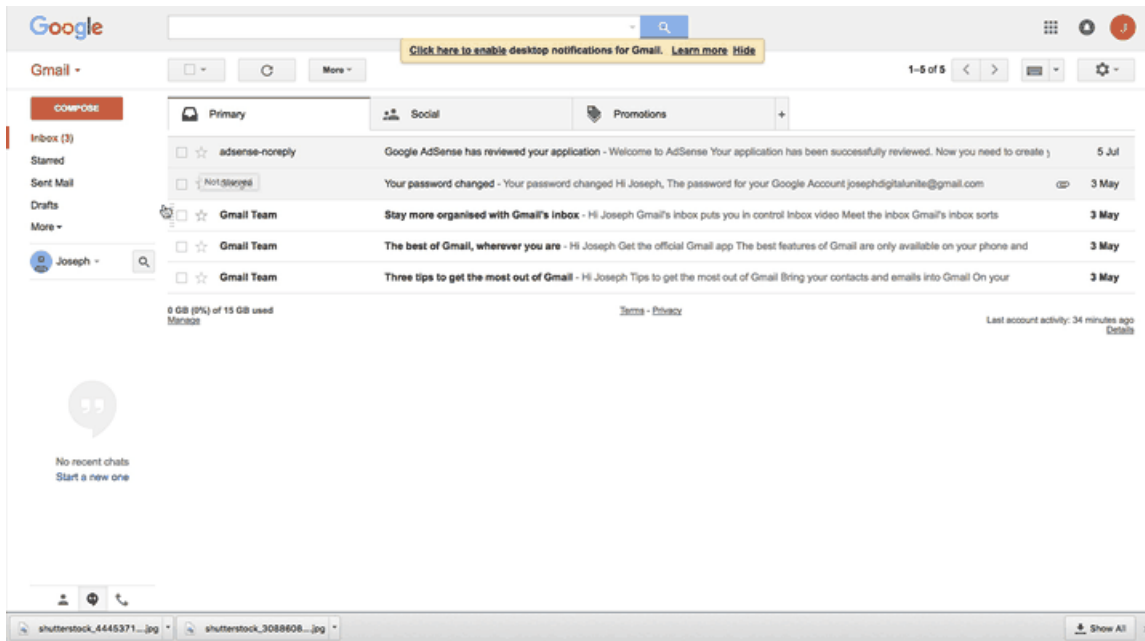 Google
Click here to enable desktop notifications for Gmail. Learn more Hide
Gmail
More
1–5 of 5
COMPOSE
Primary
Social
Promotions
+
Inbox (3)
Starred
Sent Mail
Drafts
More
Joseph
adsense-noreply Google AdSense has reviewed your application - Welcome to AdSense Your application has been successfully reviewed. Now you need to create 5 Jul
Not starred Your password changed - Your password changed Hi Joseph, The password for your Google Account josephdigitalunite@gmail.com 3 May
Gmail Team Stay more organised with Gmail's inbox - Hi Joseph Gmail's inbox puts you in control Inbox video Meet the inbox Gmail's inbox sorts 3 May
Gmail Team The best of Gmail, wherever you are - Hi Joseph Get the official Gmail app The best features of Gmail are only available on your phone and 3 May
Gmail Team Three tips to get the most out of Gmail - Hi Joseph Tips to get the most out of Gmail Bring your contacts and emails into Gmail On your 3 May
0 GB (0%) of 15 GB used
Manage
Terms - Privacy
Last account activity: 34 minutes ago
Details
J
No recent chats
Start a new one
shutterstock_4445371....jpg
shutterstock_3088608....jpg
Show All